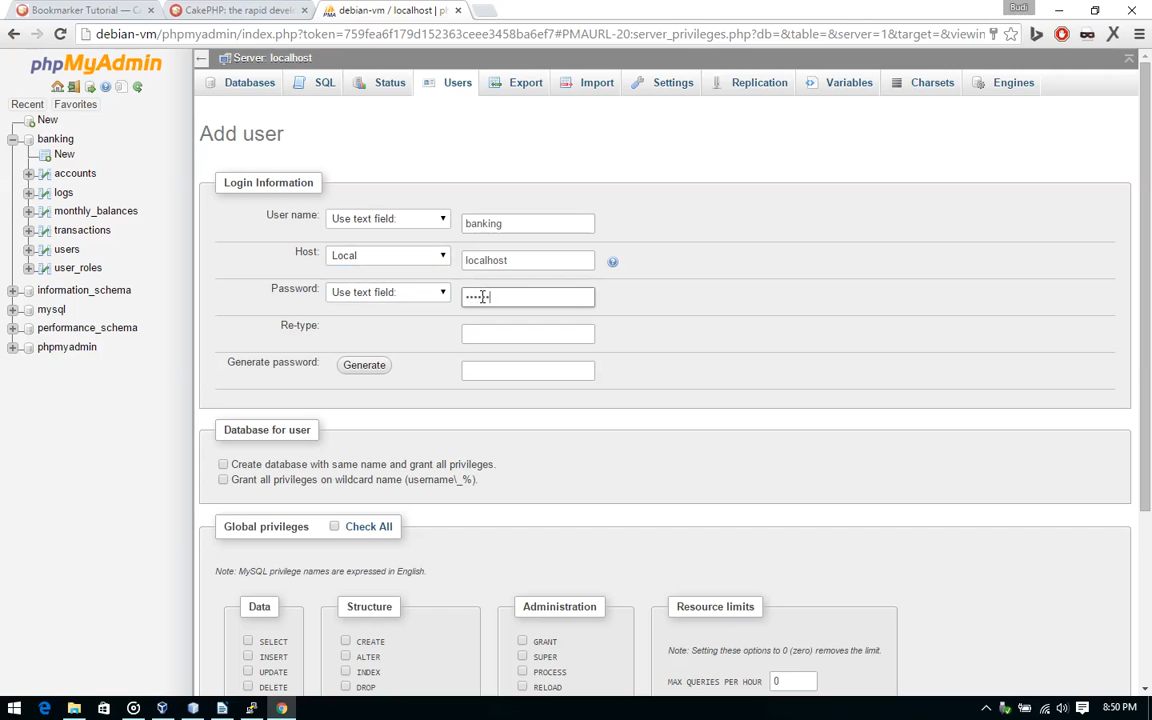 Bookmarker Tutorial — Ca
CakePHP: the rapid devel
debian-vm / localhost | ph
Budi
debian-vm/phpmyadmin/index.php?token=759fea6f179d152363ceee3458ba6ef7#PMAURL-20:server_privileges.php?db=&table=&server=1&target=&viewin
phpMyAdmin
Server: localhost
Databases
SQL
Status
Users
Export
Import
Settings
Replication
Variables
Charsets
Engines
Recent
Favorites
New
banking
New
accounts
logs
monthly_balances
transactions
users
user_roles
information_schema
mysql
performance_schema
phpmyadmin
Add user
Login Information
User name: Use text field: banking
Host: Local localhost
Password: Use text field:
Re-type:
Generate password: Generate
Database for user
Create database with same name and grant all privileges.
Grant all privileges on wildcard name (username\_%).
Global privileges Check All
Note: MySQL privilege names are expressed in English.
Data
SELECT
INSERT
UPDATE
DELETE
Structure
CREATE
ALTER
INDEX
DROP
Administration
GRANT
SUPER
PROCESS
RELOAD
Resource limits
Note: Setting these options to 0 (zero) removes the limit.
MAX QUERIES PER HOUR 0
8:50 PM